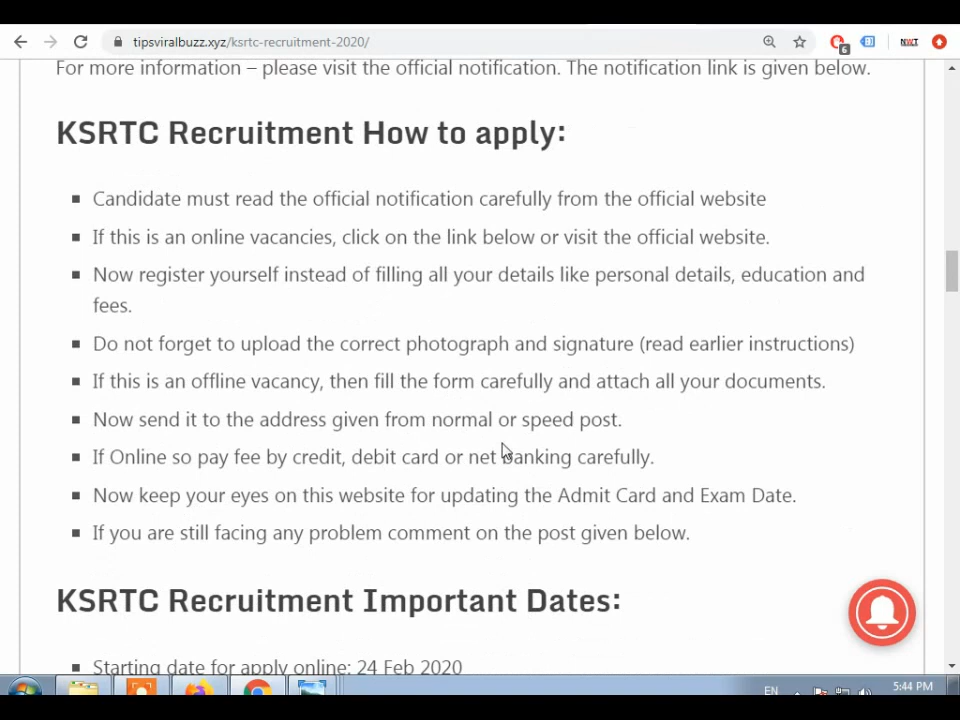 tipsviralbuzz.xyz/ksrtc-recruitment-2020/
6
For more information – please visit the official notification. The notification link is given below.
KSRTC Recruitment How to apply:
Candidate must read the official notification carefully from the official website
If this is an online vacancies, click on the link below or visit the official website.
Now register yourself instead of filling all your details like personal details, education and
fees.
Do not forget to upload the correct photograph and signature (read earlier instructions)
If this is an offline vacancy, then fill the form carefully and attach all your documents.
Now send it to the address given from normal or speed post.
If Online so pay fee by credit, debit card or net banking carefully.
Now keep your eyes on this website for updating the Admit Card and Exam Date.
If you are still facing any problem comment on the post given below.
KSRTC Recruitment Important Dates:
Starting date for apply online: 24 Feb 2020
EN
5:44 PM